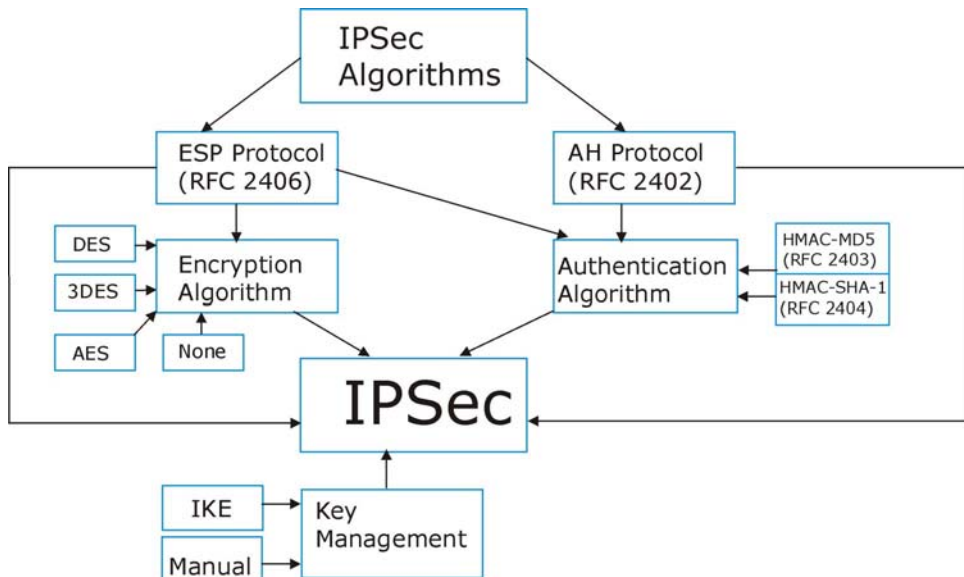 IPSec
Algorithms
ESP Protocol
(RFC 2406)
AH Protocol
(RFC 2402)
DES
3DES
AES
None
Encryption
Algorithm
Authentication
Algorithm
HMAC-MD5
(RFC 2403)
HMAC-SHA-1
(RFC 2404)
IPSec
IKE
Manual
Key
Management